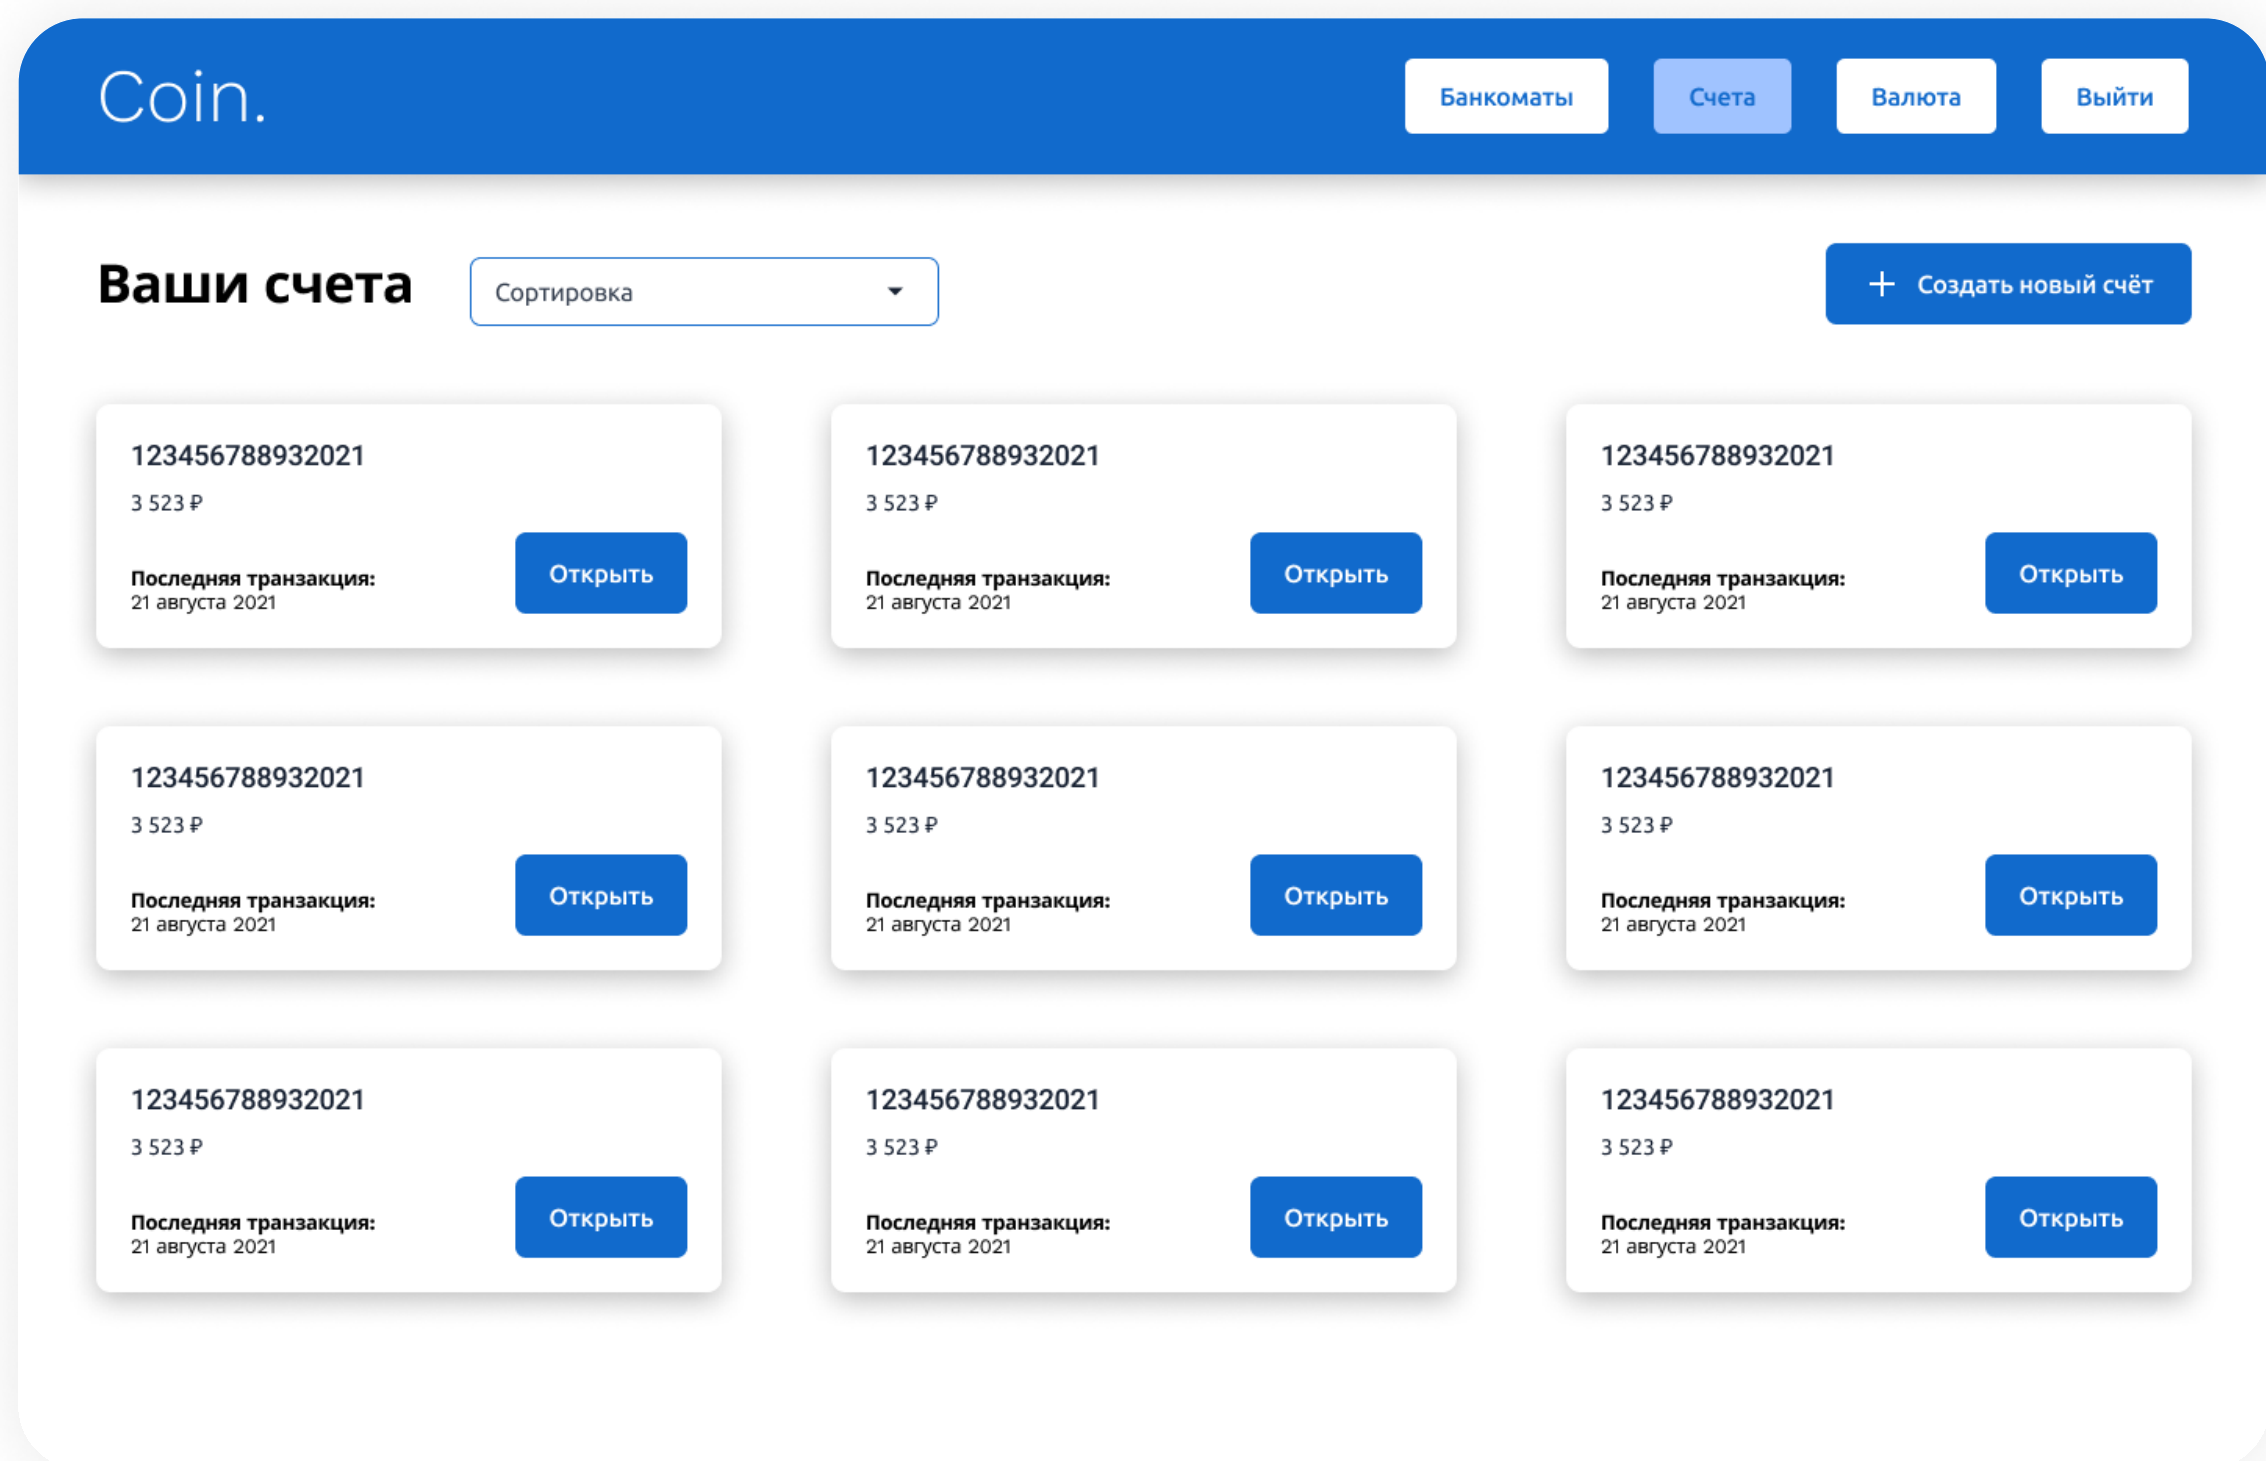 Coin.
Банкоматы
Счета
Валюта
Выйти
Ваши счета
Сортировка
Создать новый счёт
123456788932021
3 523 ₽
Последняя транзакция:
21 августа 2021
Открыть
123456788932021
3 523 ₽
Последняя транзакция:
21 августа 2021
Открыть
123456788932021
3 523 ₽
Последняя транзакция:
21 августа 2021
Открыть
123456788932021
3 523 ₽
Последняя транзакция:
21 августа 2021
Открыть
123456788932021
3 523 ₽
Последняя транзакция:
21 августа 2021
Открыть
123456788932021
3 523 ₽
Последняя транзакция:
21 августа 2021
Открыть
123456788932021
3 523 ₽
Последняя транзакция:
21 августа 2021
Открыть
123456788932021
3 523 ₽
Последняя транзакция:
21 августа 2021
Открыть
123456788932021
3 523 ₽
Последняя транзакция:
21 августа 2021
Открыть